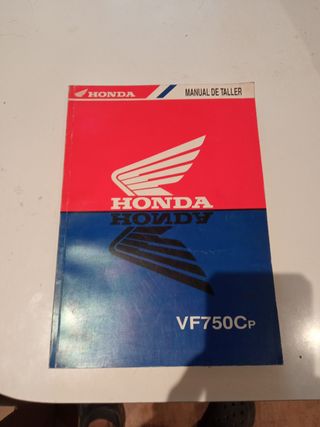 HONDA MANUAL DE TALLER
HONDA
HONDA
VF750CP